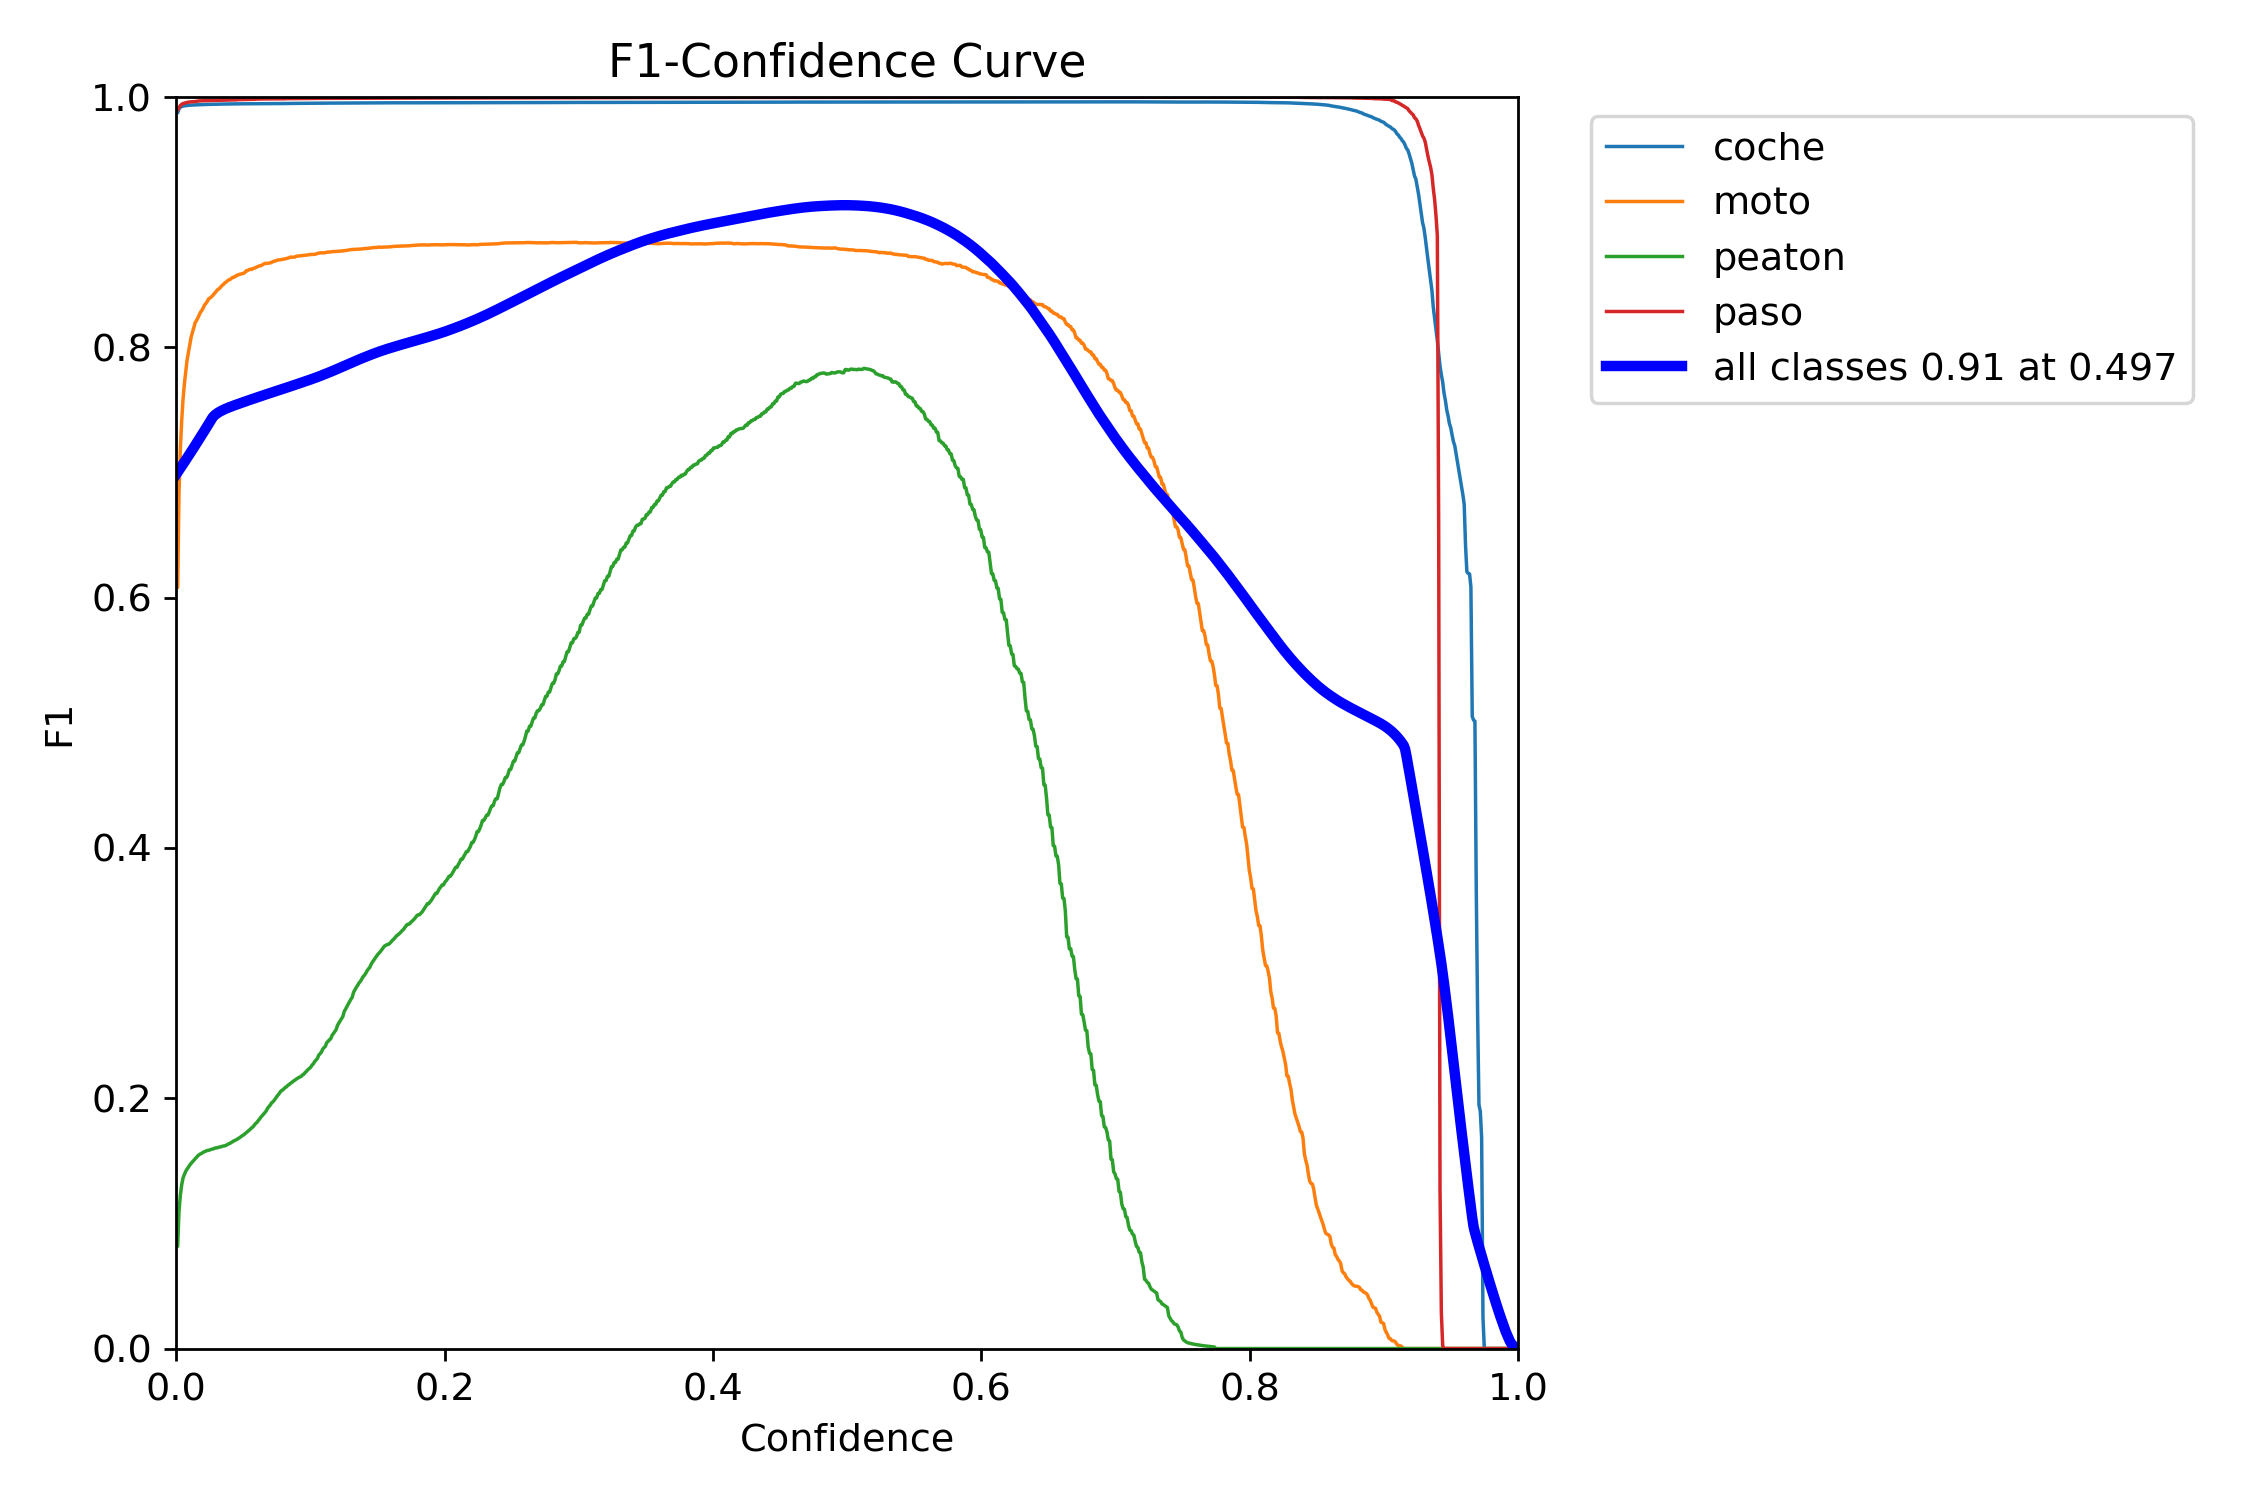 F1-Confidence Curve
1.0
0.8
0.6
0.4
0.2
0.0
F1
0.0 0.2 0.4 0.6 0.8 1.0
Confidence
coche
moto
peaton
paso
all classes 0.91 at 0.497